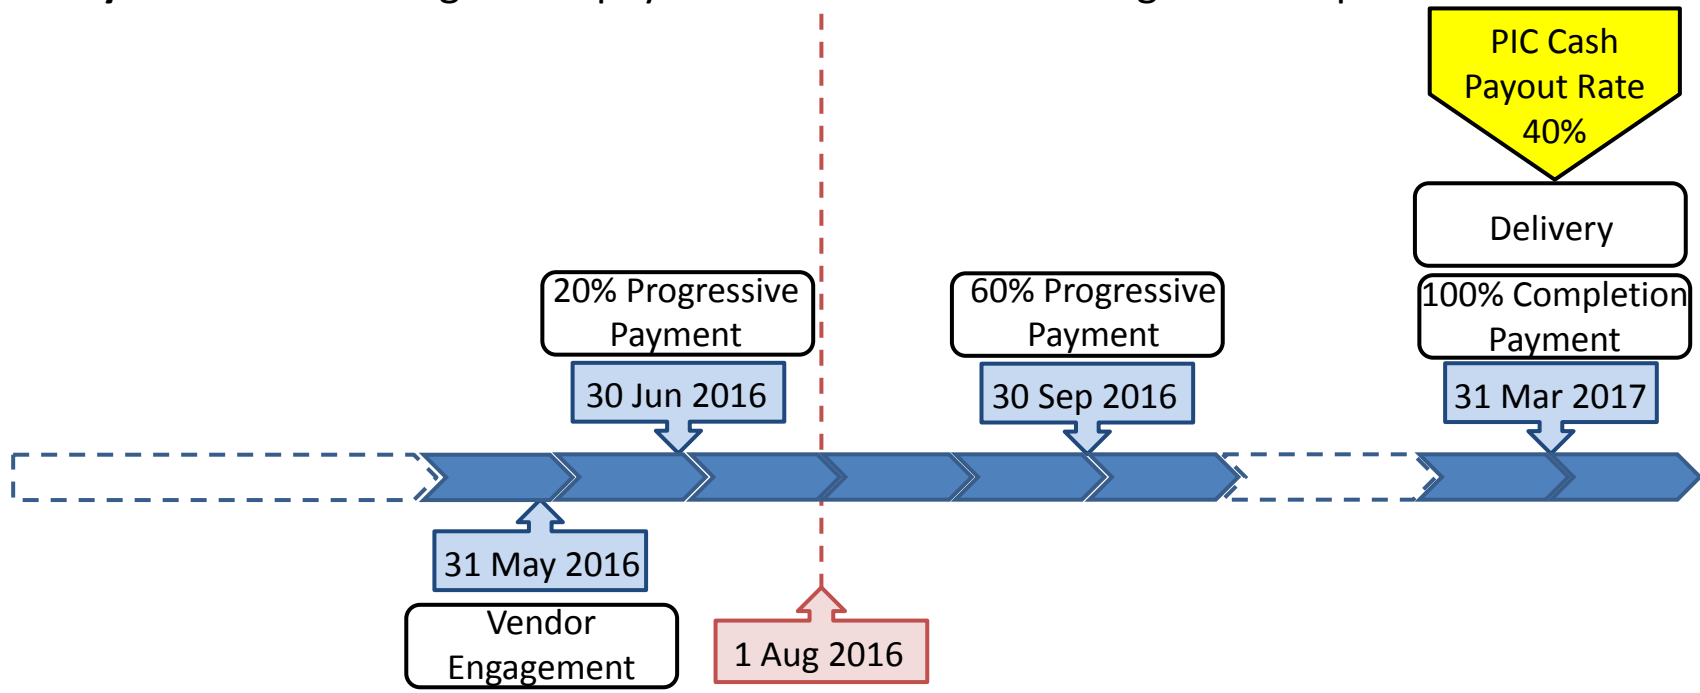 PIC Cash
Payout Rate
40%
Delivery
20% Progressive
Payment
60% Progressive
Payment
100% Completion
Payment
30 Jun 2016
30 Sep 2016
31 Mar 2017
31 May 2016
Vendor
Engagement
1 Aug 2016